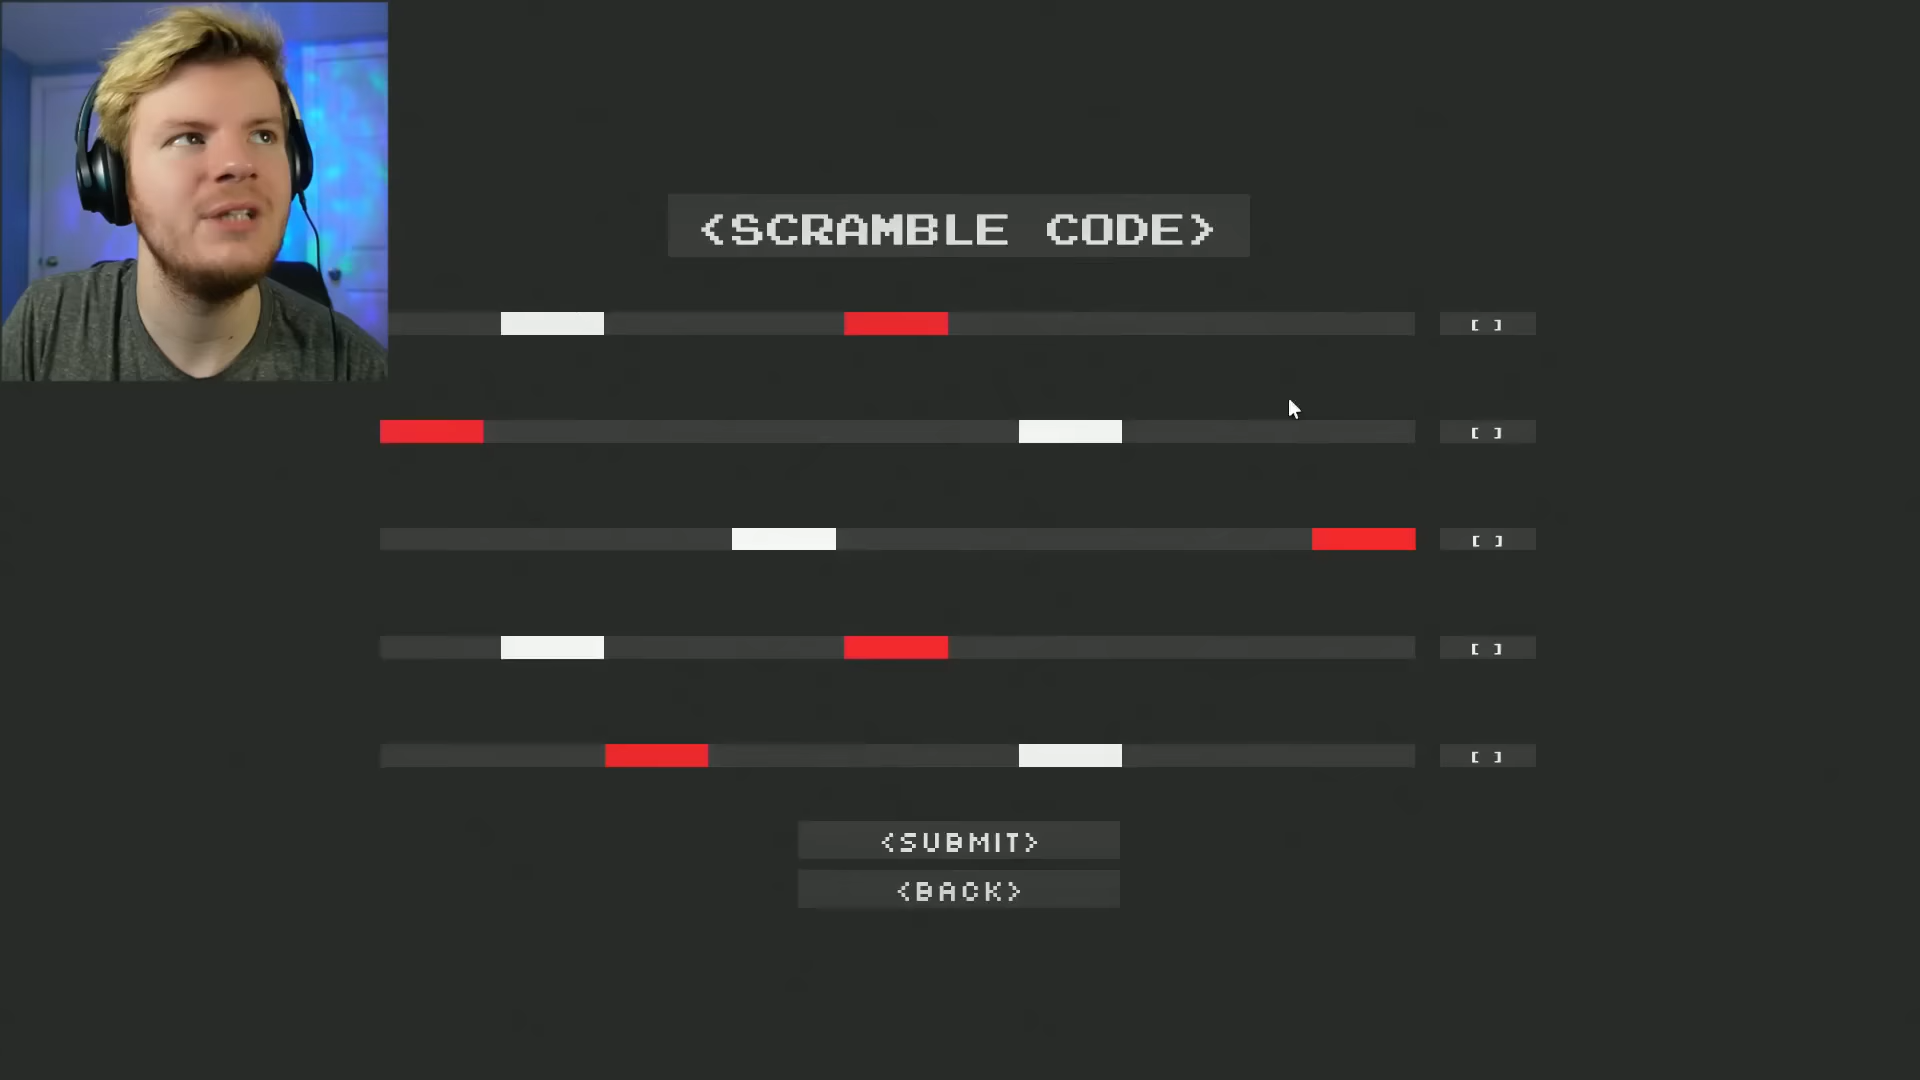 <SCRAMBLE CODE>
[ ]
[ ]
[ ]
[ ]
[ ]
<SUBMIT>
<BACK>